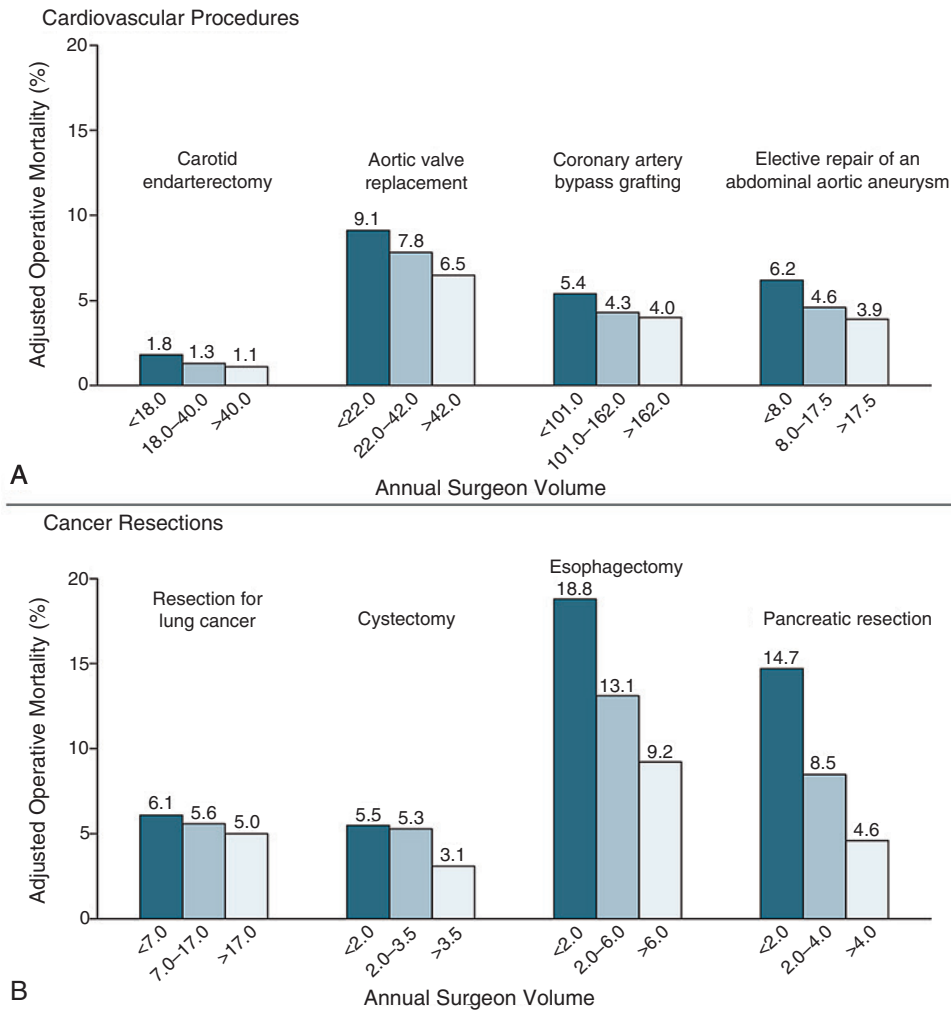 Cardiovascular Procedures
Adjusted Operative Mortality (%)
20
15
10
5
0
Carotid
endarterectomy
1.8
1.3
1.1
<18.0
18.0–40.0
>40.0
Aortic valve
replacement
9.1
7.8
6.5
<22.0
22.0–42.0
>42.0
Coronary artery
bypass grafting
5.4
4.3
4.0
<101.0
101.0–162.0
>162.0
Elective repair of an
abdominal aortic aneurysm
6.2
4.6
3.9
<8.0
8.0–17.5
>17.5
A
Annual Surgeon Volume
Cancer Resections
Adjusted Operative Mortality (%)
20
15
10
5
0
Resection for
lung cancer
6.1
5.6
5.0
<7.0
7.0–17.0
>17.0
Cystectomy
5.5
5.3
3.1
<2.0
2.0–3.5
>3.5
Esophagectomy
18.8
13.1
9.2
<2.0
2.0–6.0
>6.0
Pancreatic resection
14.7
8.5
4.6
<2.0
2.0–4.0
>4.0
B
Annual Surgeon Volume